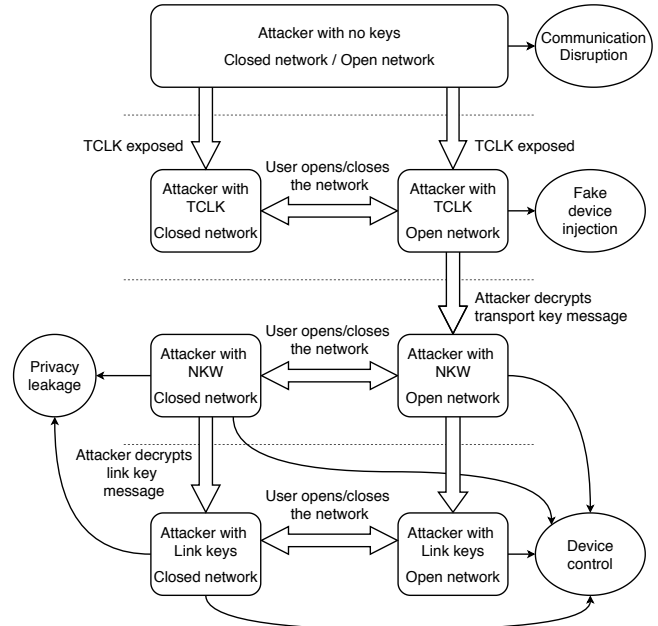 Attacker with no keys
Closed network / Open network
Communication
Disruption
TCLK exposed
TCLK exposed
Attacker with
TCLK
Closed network
User opens/closes
the network
Attacker with
TCLK
Open network
Fake
device
injection
Attacker decrypts
transport key message
Privacy
leakage
Attacker with
NKW
Closed network
User opens/closes
the network
Attacker with
NKW
Open network
Attacker decrypts
link key
message
Attacker with
Link keys
Closed network
User opens/closes
the network
Attacker with
Link keys
Open network
Device
control